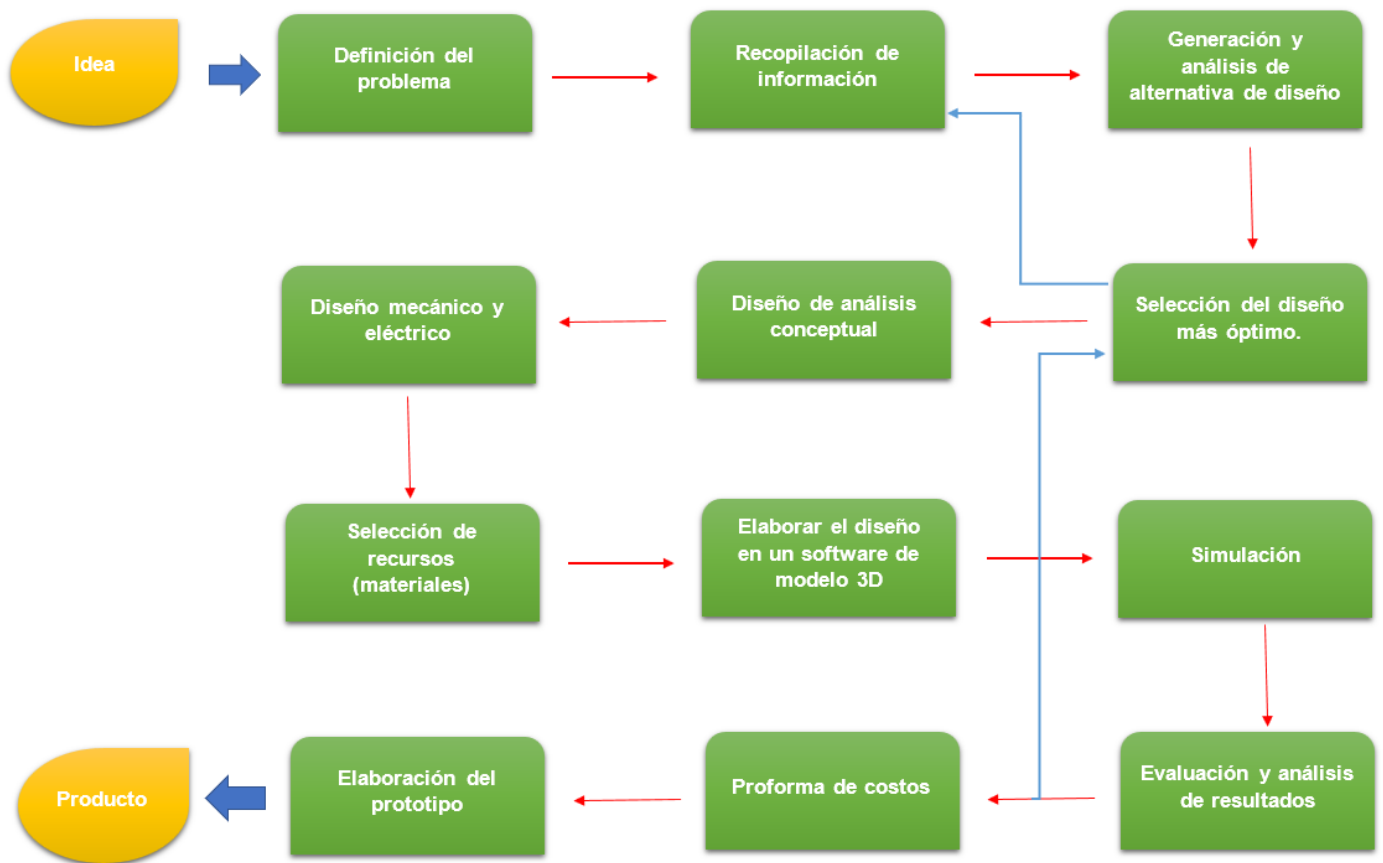 Idea
Definición del
problema
Recopilación de
información
Generación y
análisis de
alternativa de diseño
Diseño mecánico y
eléctrico
Diseño de análisis
conceptual
Selección del diseño
más óptimo.
Selección de
recursos
(materiales)
Elaborar el diseño
en un software de
modelo 3D
Simulación
Producto
Elaboración del
prototipo
Proforma de costos
Evaluación y análisis
de resultados